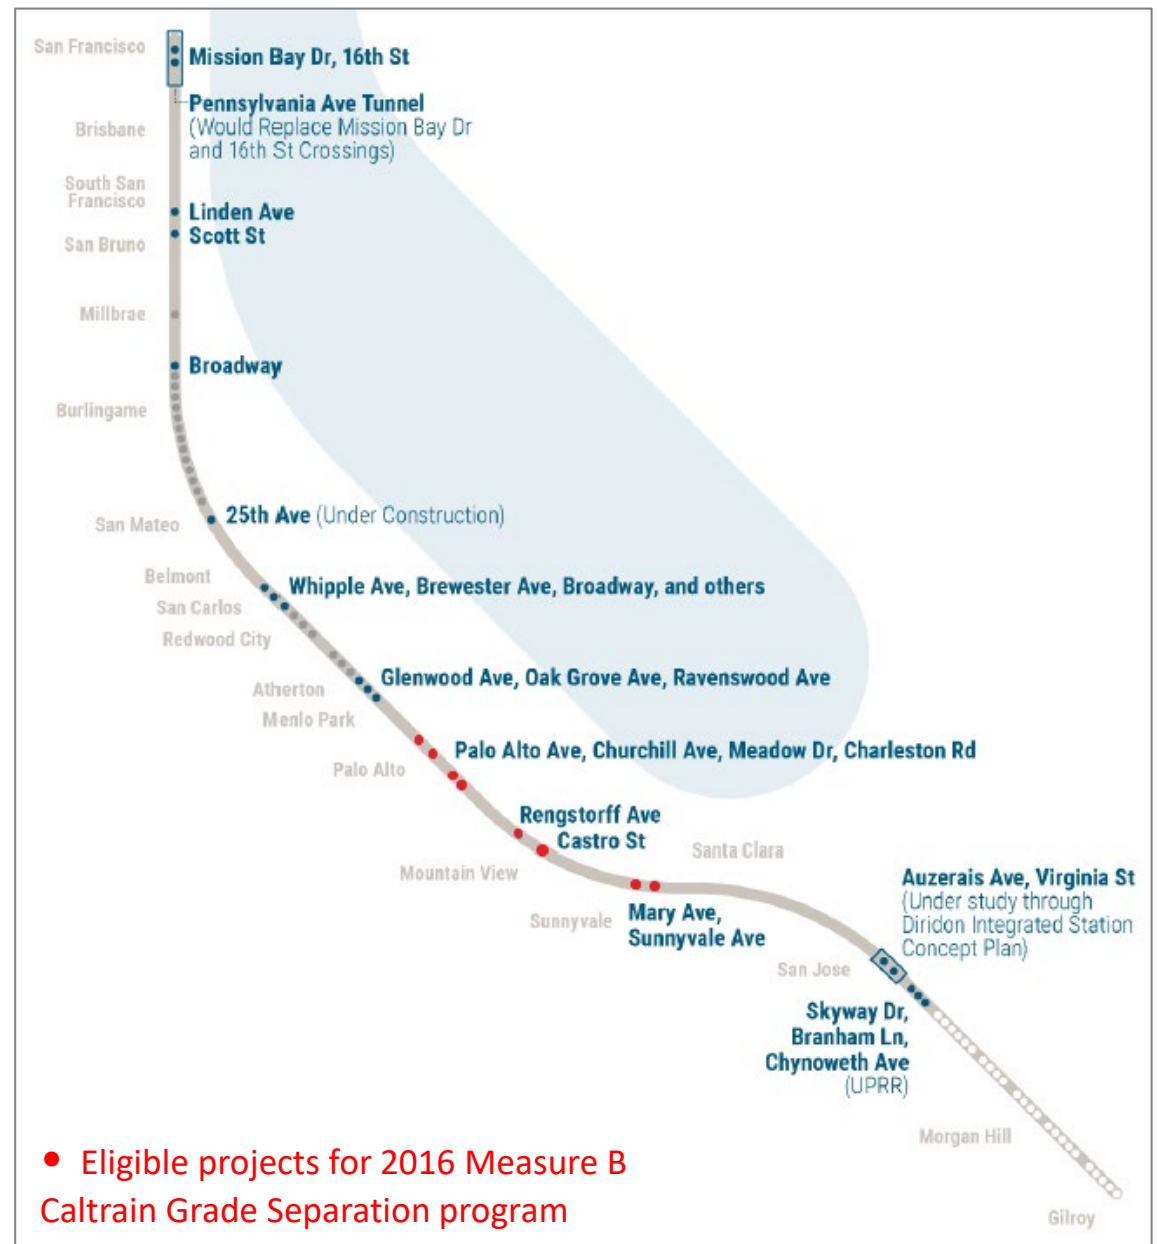 San Francisco
Mission Bay Dr, 16th St
Pennsylvania Ave Tunnel
(Would Replace Mission Bay Dr
and 16th St Crossings)
Brisbane
South San
Francisco
Linden Ave
Scott St
San Bruno
Millbrae
Broadway
Burlingame
25th Ave (Under Construction)
San Mateo
Belmont
Whipple Ave, Brewester Ave, Broadway, and others
San Carlos
Redwood City
Glenwood Ave, Oak Grove Ave, Ravenswood Ave
Atherton
Menlo Park
Palo Alto Ave, Churchill Ave, Meadow Dr, Charleston Rd
Palo Alto
Rengstorff Ave
Castro St
Santa Clara
Mountain View
Auzerais Ave, Virginia St
(Under study through
Diridon Integrated Station
Concept Plan)
Sunnyvale
Mary Ave,
Sunnyvale Ave
San Jose
Skyway Dr,
Branham Ln,
Chynoweth Ave
(UPRR)
Morgan Hill
Gilroy
• Eligible projects for 2016 Measure B
Caltrain Grade Separation program